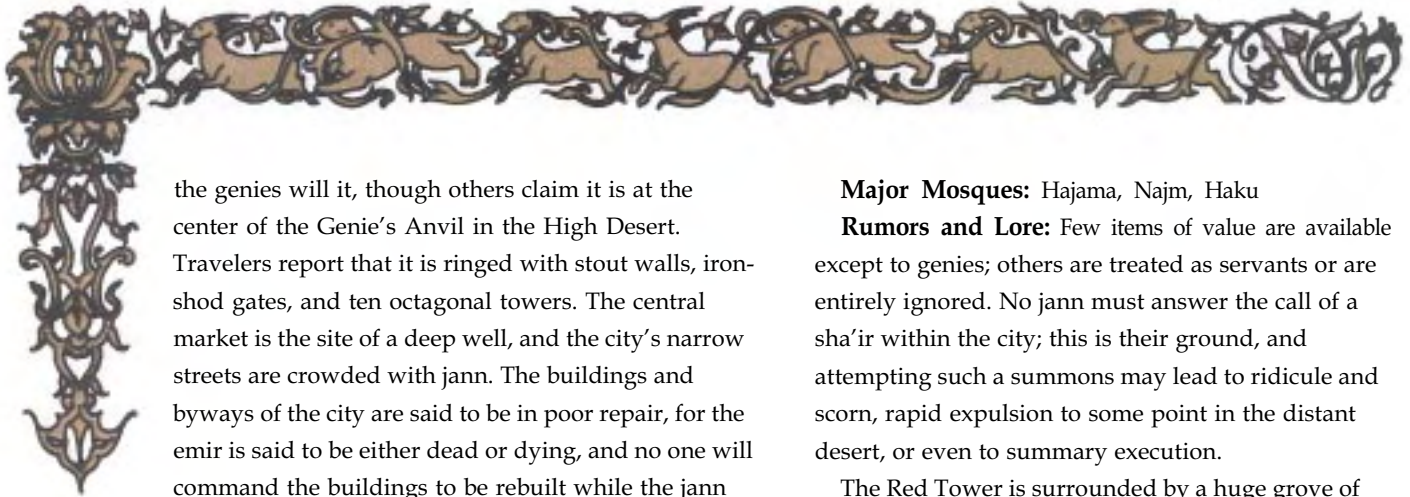 the genies will it, though others claim it is at the
center of the Genie’s Anvil in the High Desert.
Travelers report that it is ringed with stout walls, iron-
shod gates, and ten octagonal towers. The central
market is the site of a deep well, and the city’s narrow
streets are crowded with jann. The buildings and
byways of the city are said to be in poor repair, for the
emir is said to be either dead or dying, and no one will
command the buildings to be rebuilt while the jann
Major Mosques: Hajama, Najm, Haku
Rumors and Lore: Few items of value are available
except to genies; others are treated as servants or are
entirely ignored. No jann must answer the call of a
sha’ir within the city; this is their ground, and
attempting such a summons may lead to ridicule and
scorn, rapid expulsion to some point in the distant
desert, or even to summary execution.
The Red Tower is surrounded by a huge grove of